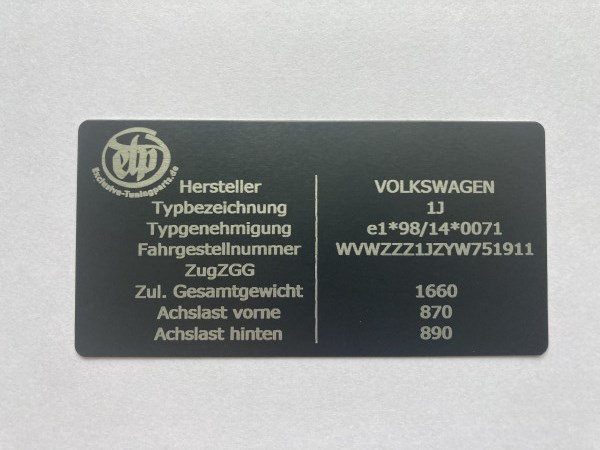 etp
Exclusive-Tuningparts.de
Hersteller VOLKSWAGEN
Typbezeichnung 1J
Typgenehmigung e1*98/14*0071
Fahrgestellnummer WVWZZZ1JZYW751911
ZugZGG
Zul. Gesamtgewicht 1660
Achslast vorne 870
Achslast hinten 890